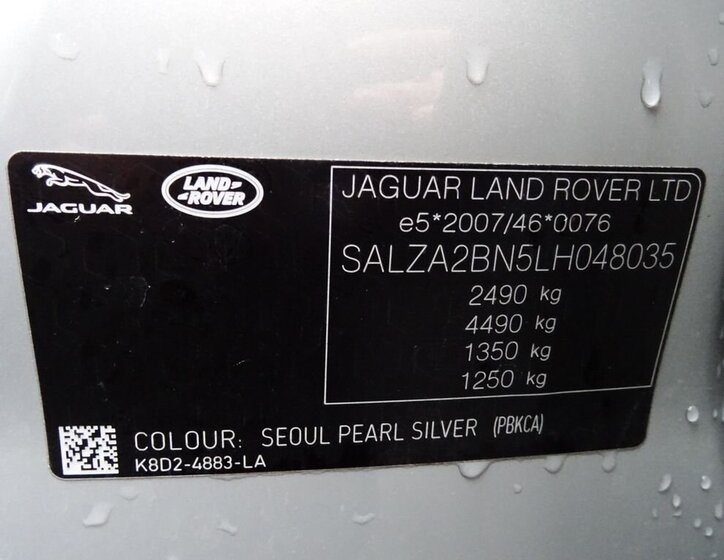 JAGUAR
LAND-
-ROVER
JAGUAR LAND ROVER LTD
e5*2007/46*0076
SALZA2BN5LH048035
2490 kg
4490 kg
1350 kg
1250 kg
COLOUR: SEOUL PEARL SILVER (PBKCA)
K8D2-4883-LA